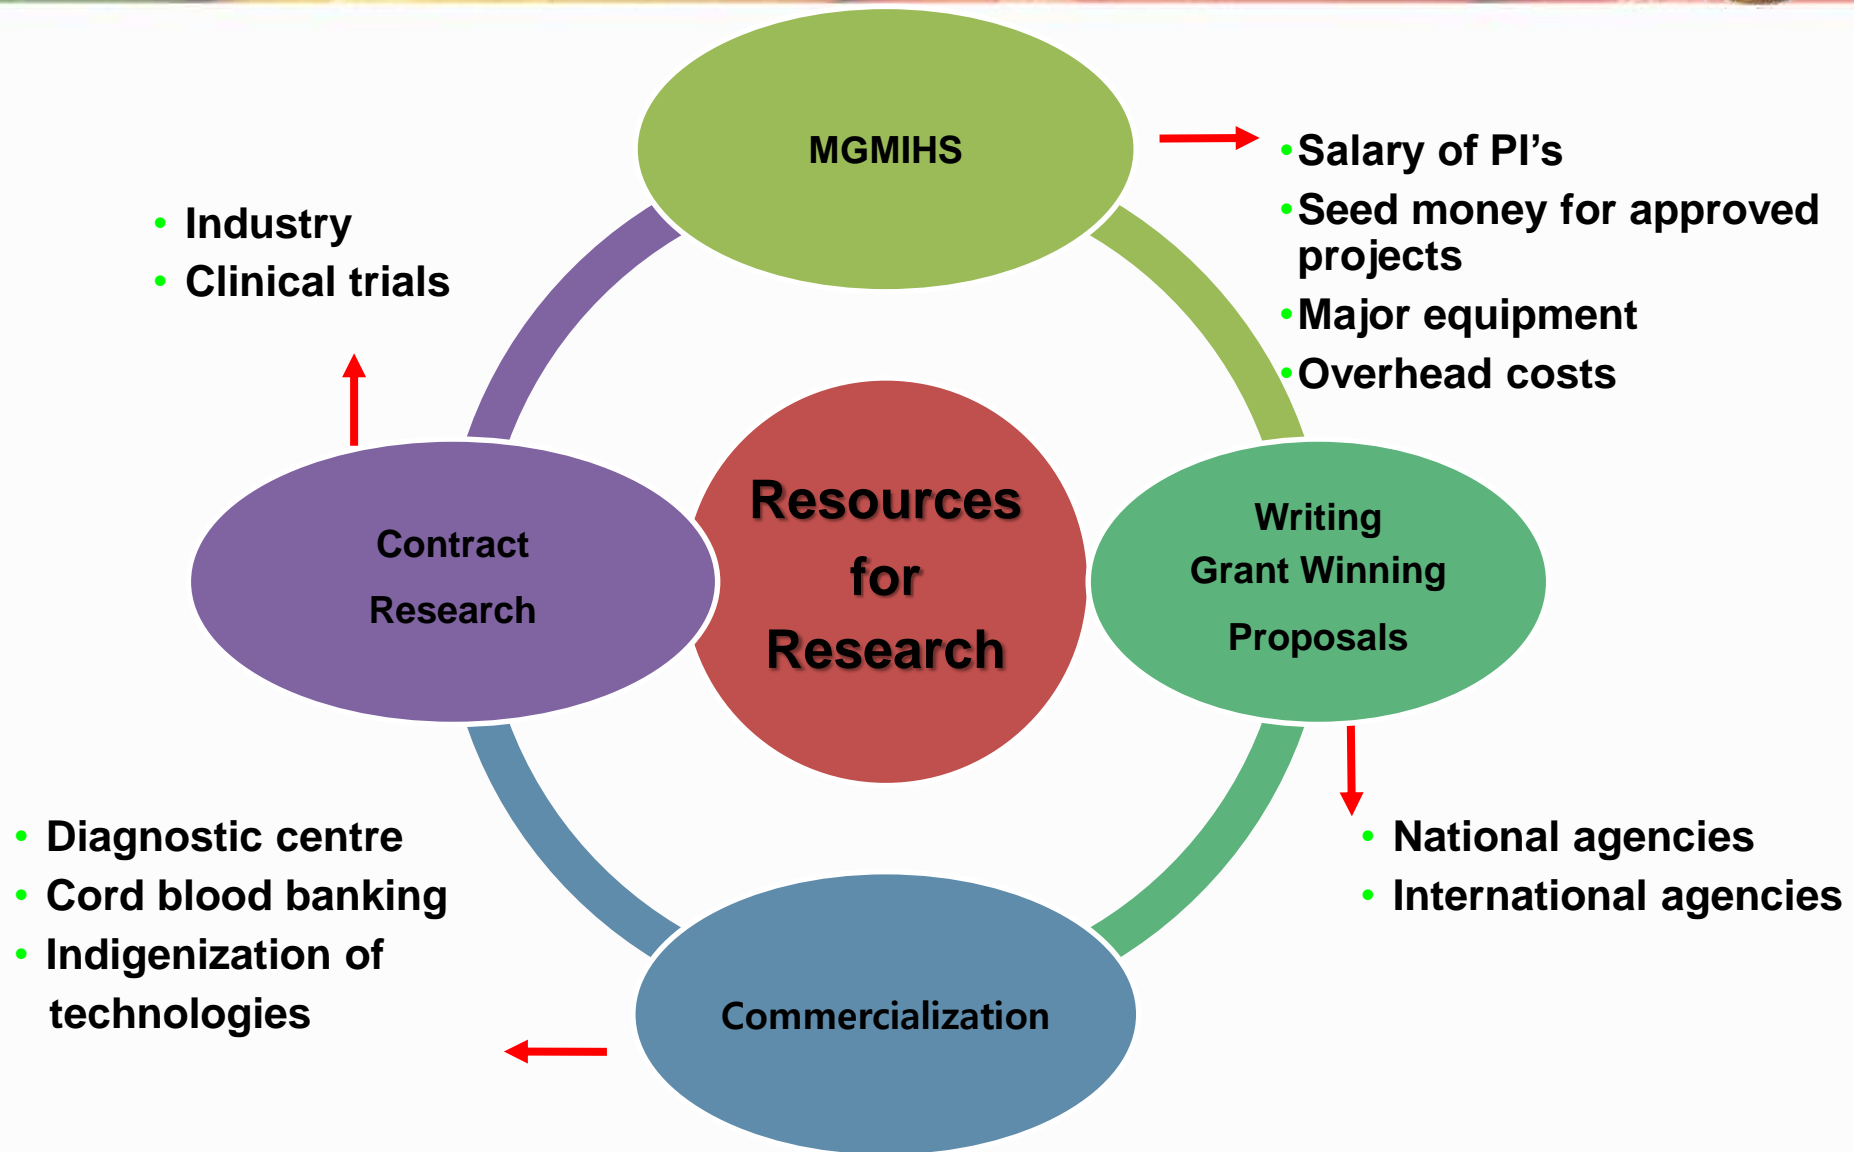 MGMIHS
•Salary of PI’s
•Seed money for approved
projects
•Major equipment
•Overhead costs
• Industry
• Clinical trials
Resources
for
Research
Contract
Research
Writing
Grant Winning
Proposals
• National agencies
• International agencies
• Diagnostic centre
• Cord blood banking
• Indigenization of
technologies
Commercialization